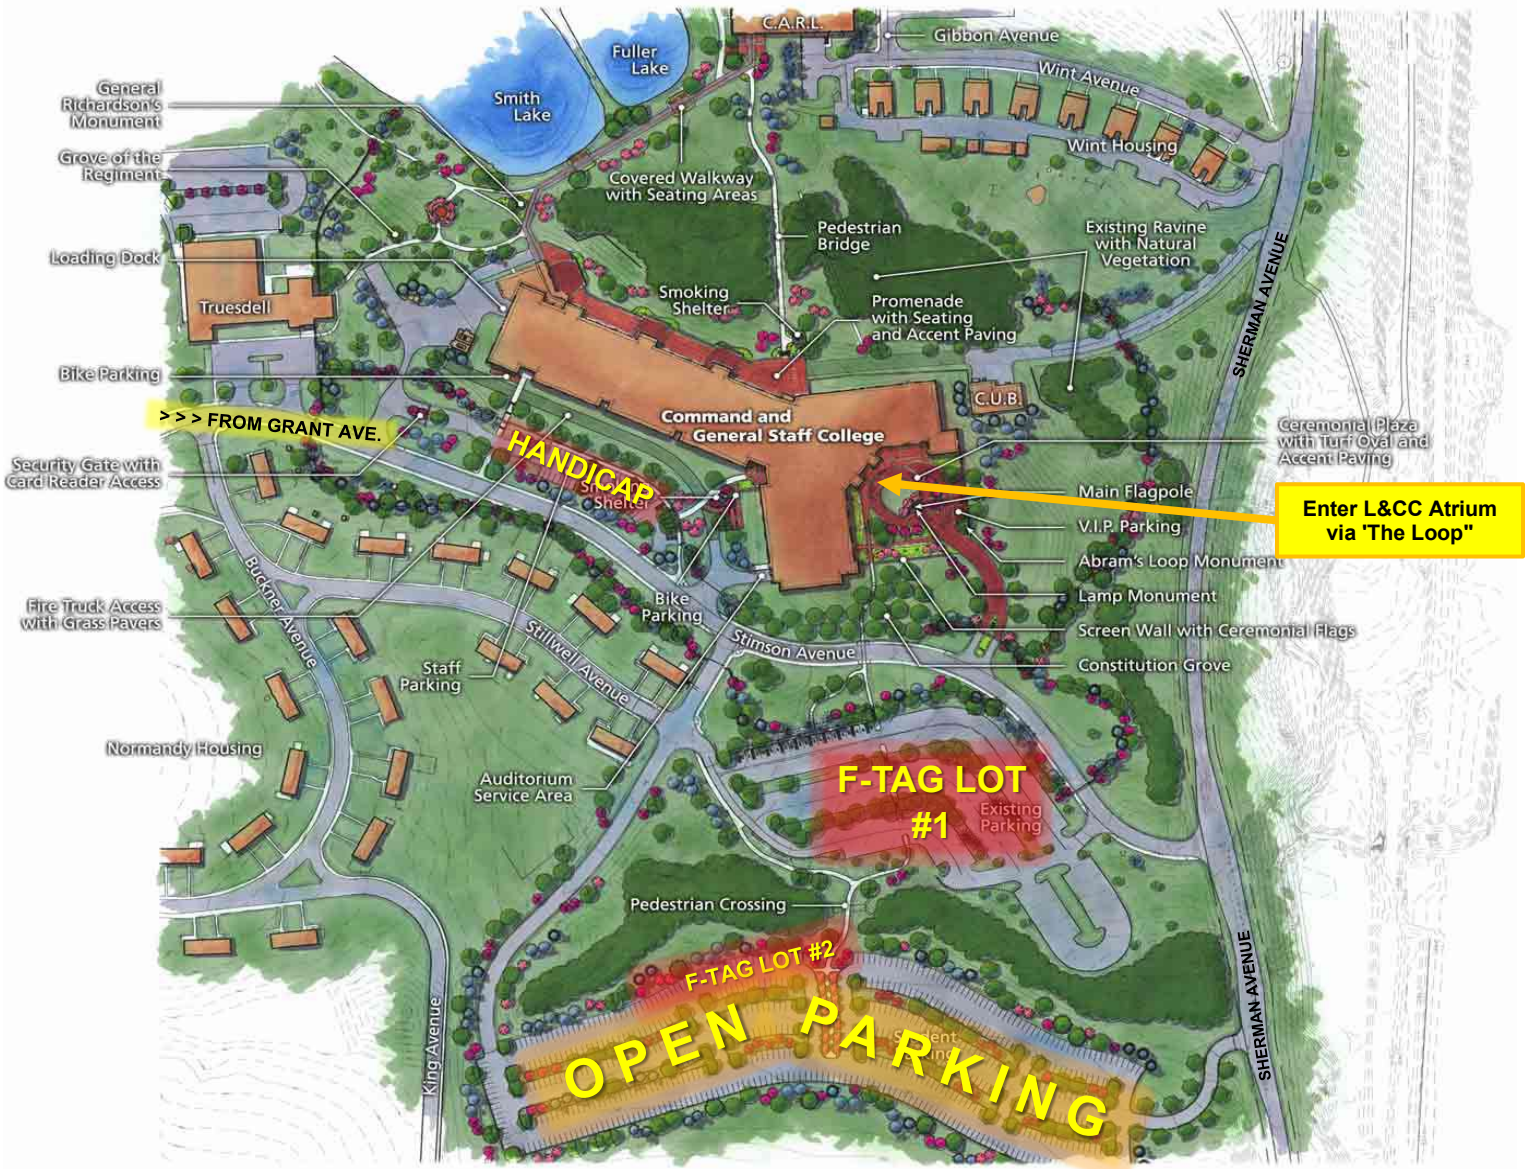 C.A.R.L.
Gibbon Avenue
Fuller
Lake
Wint Avenue
General
Richardson's
Monument
Smith
Lake
Wint Housing
Grove of the
Regiment
Covered Walkway
with Seating Areas
Pedestrian
Bridge
Existing Ravine
with Natural
Vegetation
Loading Dock
SHERMAN AVENUE
Truesdell
Smoking
Shelter
Promenade
with Seating
and Accent Paving
Bike Parking
C.U.B.
> > > FROM GRANT AVE.
Command and
General Staff College
Ceremonial Plaza
with Turf Oval and
Accent Paving
HANDICAP
Security Gate with
Card Reader Access
Smoking
Shelter
Main Flagpole
Enter L&CC Atrium
via 'The Loop"
V.I.P. Parking
Abram's Loop Monument
Buckner Avenue
Bike
Parking
Lamp Monument
Fire Truck Access
with Grass Pavers
Screen Wall with Ceremonial Flags
Stimson Avenue
Stillwell Avenue
Staff
Parking
Constitution Grove
Normandy Housing
Auditorium
Service Area
F-TAG LOT
#1
Existing
Parking
Pedestrian Crossing
F-TAG LOT #2
SHERMAN AVENUE
King Avenue
OPEN PARKING